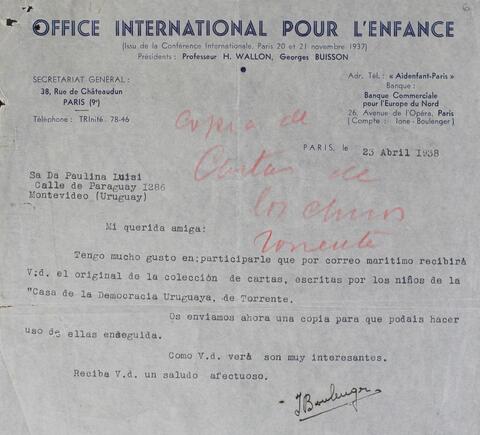 OFFICE INTERNATIONAL POUR L'ENFANCE
(Issu de la Conférence Internationale, Paris 20 et 21 novembre 1937)
Présidents : Professeur H. WALLON, Georges BUISSON
SECRETARIAT GENERAL :
38, Rue de Châteaudun
PARIS (9e)
Téléphone : TRInité 78-46
Adr. Tél. : « Aidenfant-Paris »
Banque :
Banque Commerciale
pour l'Europe du Nord
26, Avenue de l'Opéra, Paris
(Compte : Ione - Boulenger)
copia de
Cartas de
los chicos
Torrente
PARIS, le 23 Abril 1938
Sa Da Paulina Luisi
Calle de Paraguay 1286
Montevideo (Uruguay)
Mi querida amiga:
Tengo mucho gusto en; participarle que por correo maritimo recibirá
V;d. el original de la colección de cartas, escritas por los niños de la
"Casa de la Democracia Uruguaya, de Torrente.
Os enviamos ahora una copia para que podais hacer
uso de ellas enseguida.
Como V.d. verá son muy interesantes.
Reciba V.d. un saludo afectuoso.
IBoulenger